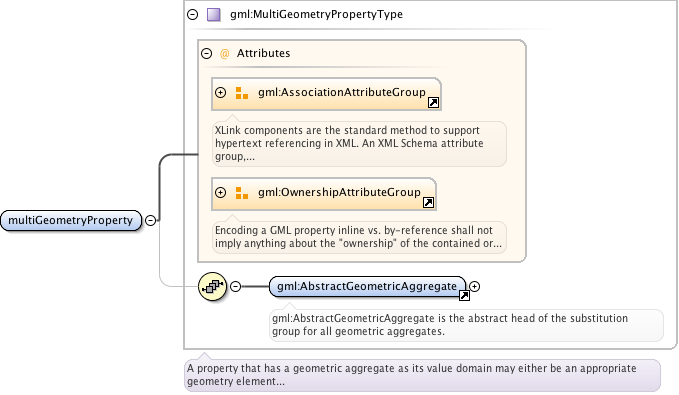 gml:MultiGeometryPropertyType
@ Attributes
gml:AssociationAttributeGroup
XLink components are the standard method to support
hypertext referencing in XML. An XML Schema attribute
group,...
gml:OwnershipAttributeGroup
Encoding a GML property inline vs. by-reference shall not
imply anything about the "ownership" of the contained or...
multiGeometryProperty
gml:AbstractGeometricAggregate
gml:AbstractGeometricAggregate is the abstract head of the substitution
group for all geometric aggregates.
A property that has a geometric aggregate as its value domain may either be an appropriate
geometry element...